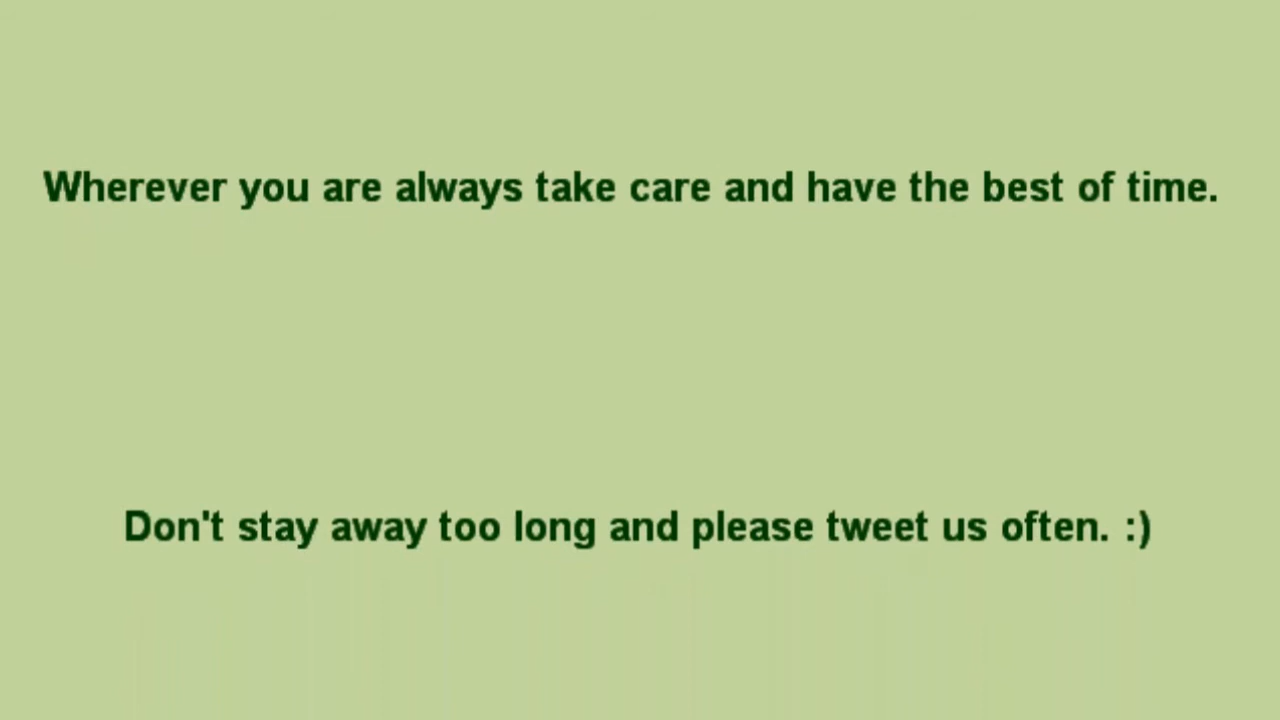 Wherever you are always take care and have the best of time.
Don't stay away too long and please tweet us often. :)